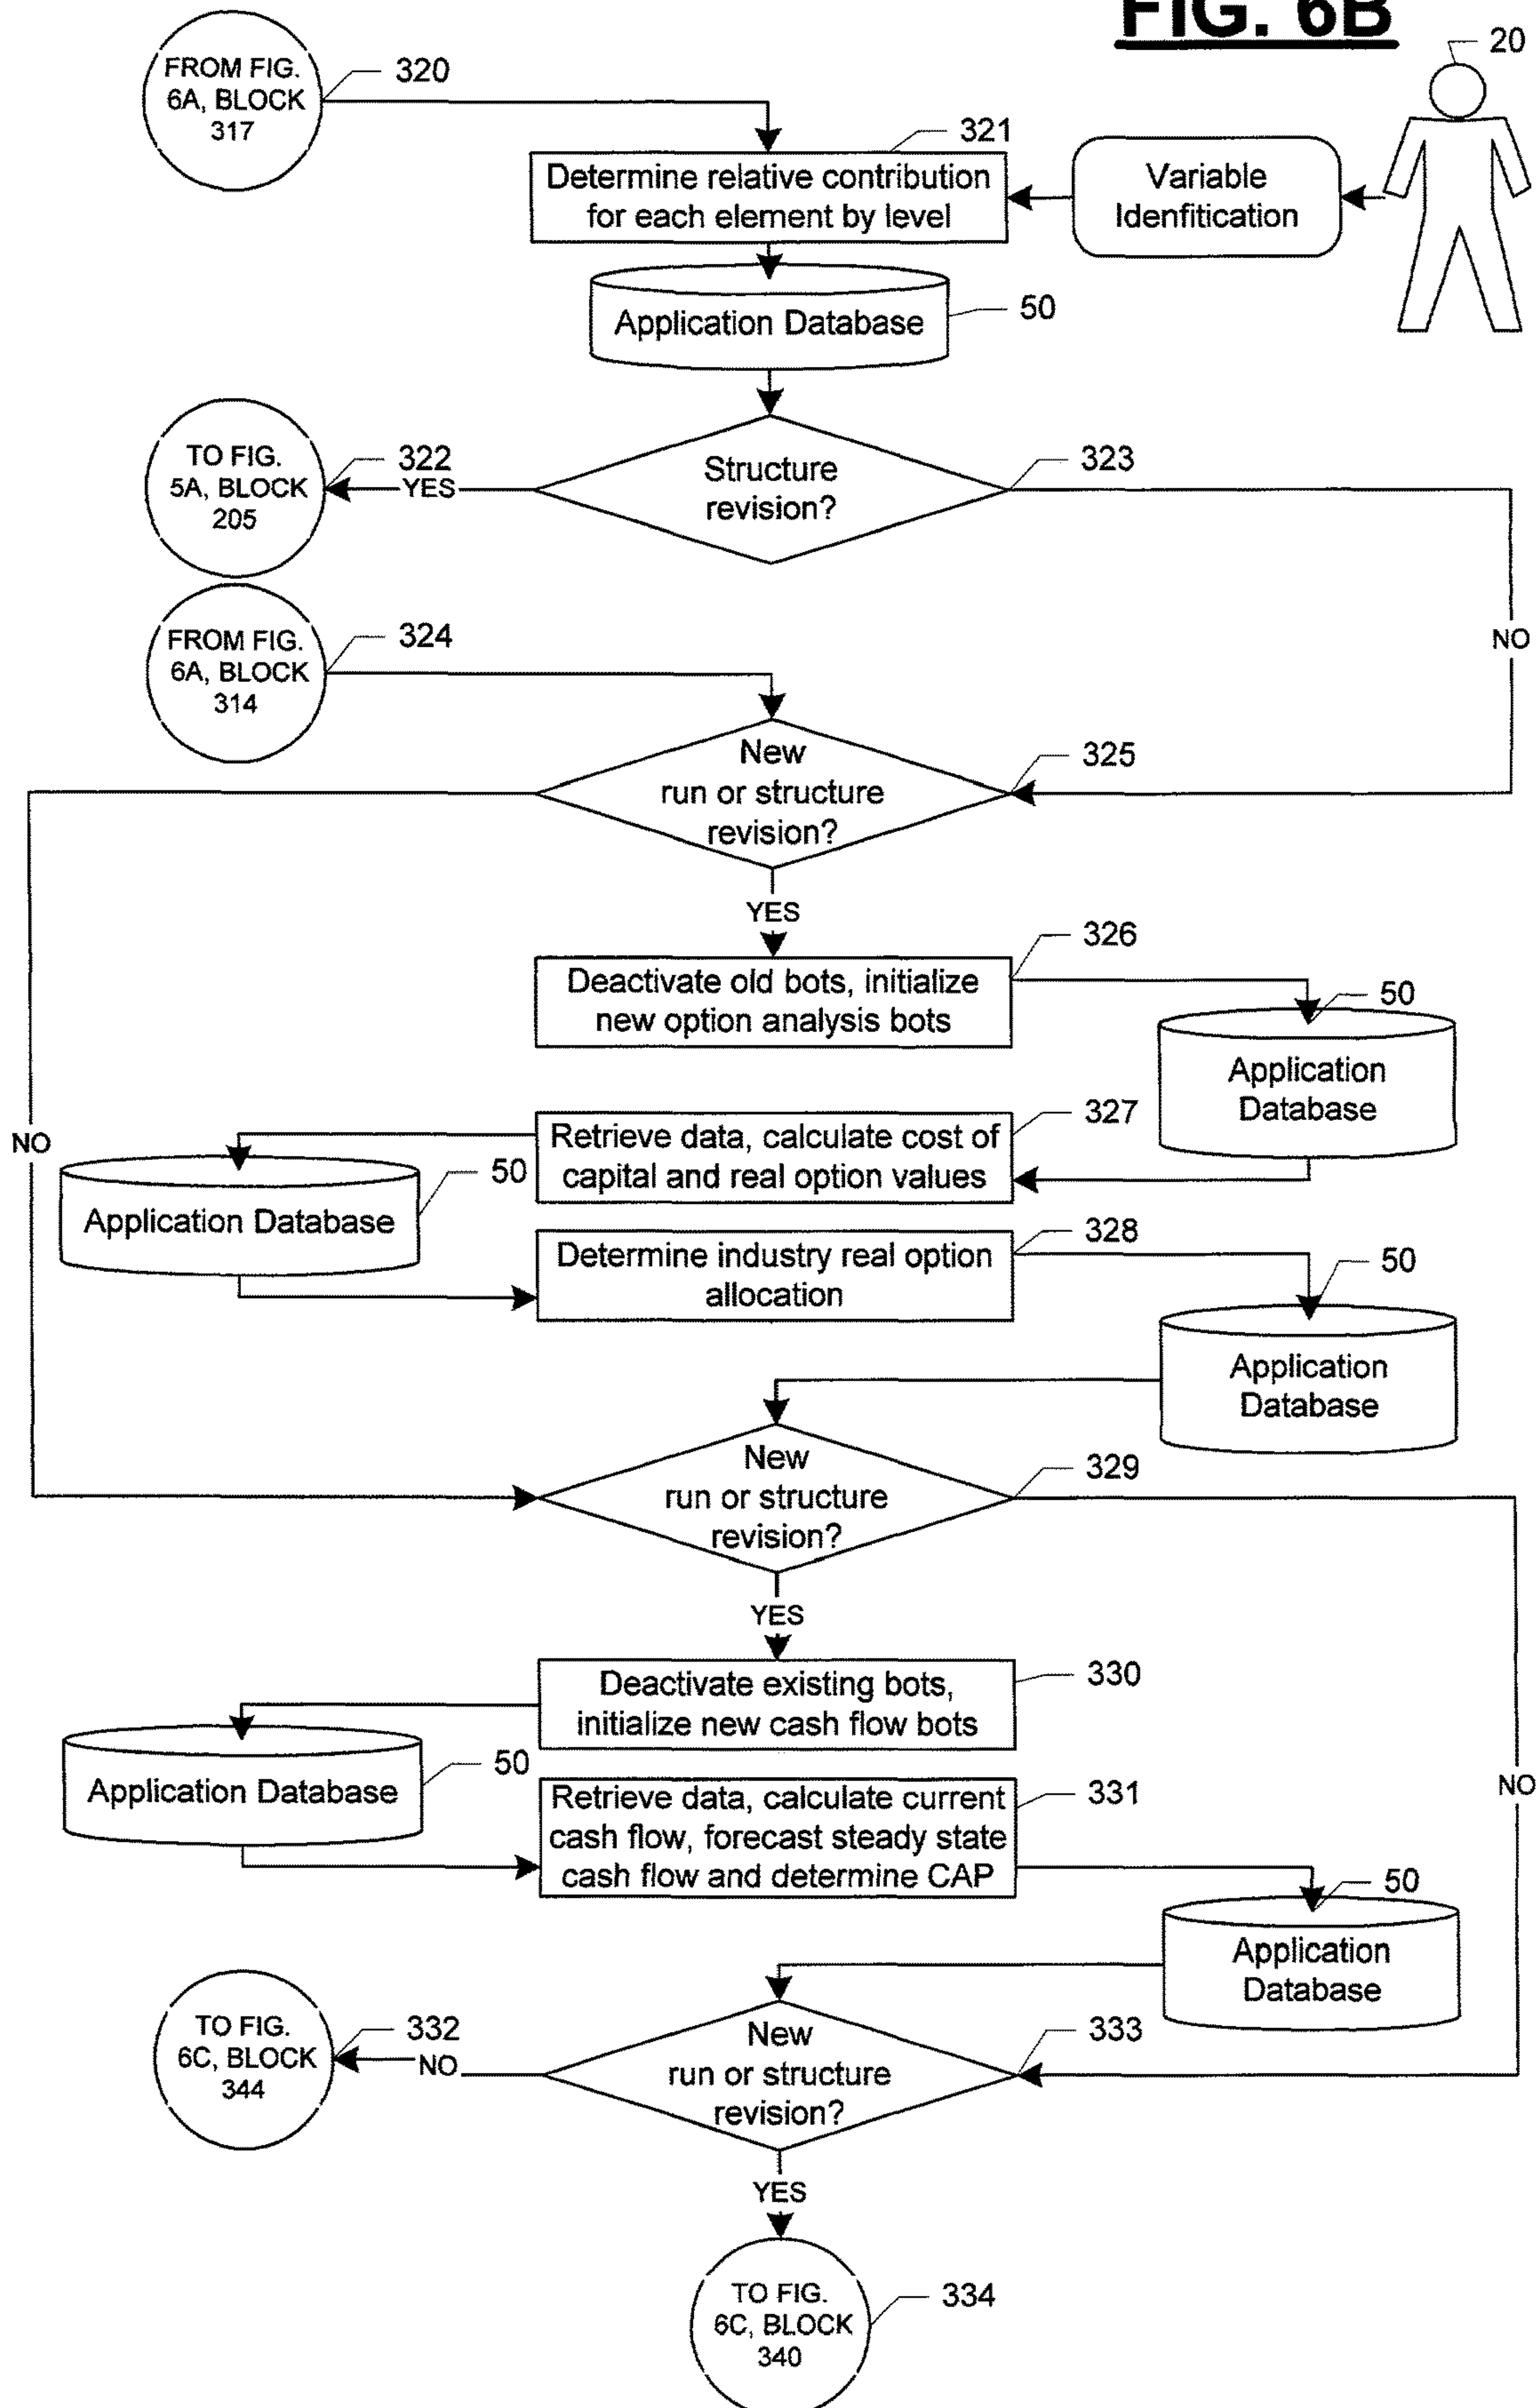 FIG. 6B
20
FROM FIG.
6A, BLOCK
317
320
321
Determine relative contribution
for each element by level
Variable
Idenfitication
Application Database
50
TO FIG.
5A, BLOCK
205
322
YES
Structure
revision?
323
NO
FROM FIG.
6A, BLOCK
314
324
New
run or structure
revision?
325
YES
NO
Deactivate old bots, initialize
new option analysis bots
326
50
Application
Database
Retrieve data, calculate cost of
capital and real option values
327
Application Database
50
Determine industry real option
allocation
328
50
Application
Database
New
run or structure
revision?
329
YES
NO
Deactivate existing bots,
initialize new cash flow bots
330
Application Database
50
Retrieve data, calculate current
cash flow, forecast steady state
cash flow and determine CAP
331
50
Application
Database
TO FIG.
6C, BLOCK
344
332
NO
New
run or structure
revision?
333
YES
TO FIG.
6C, BLOCK
340
334